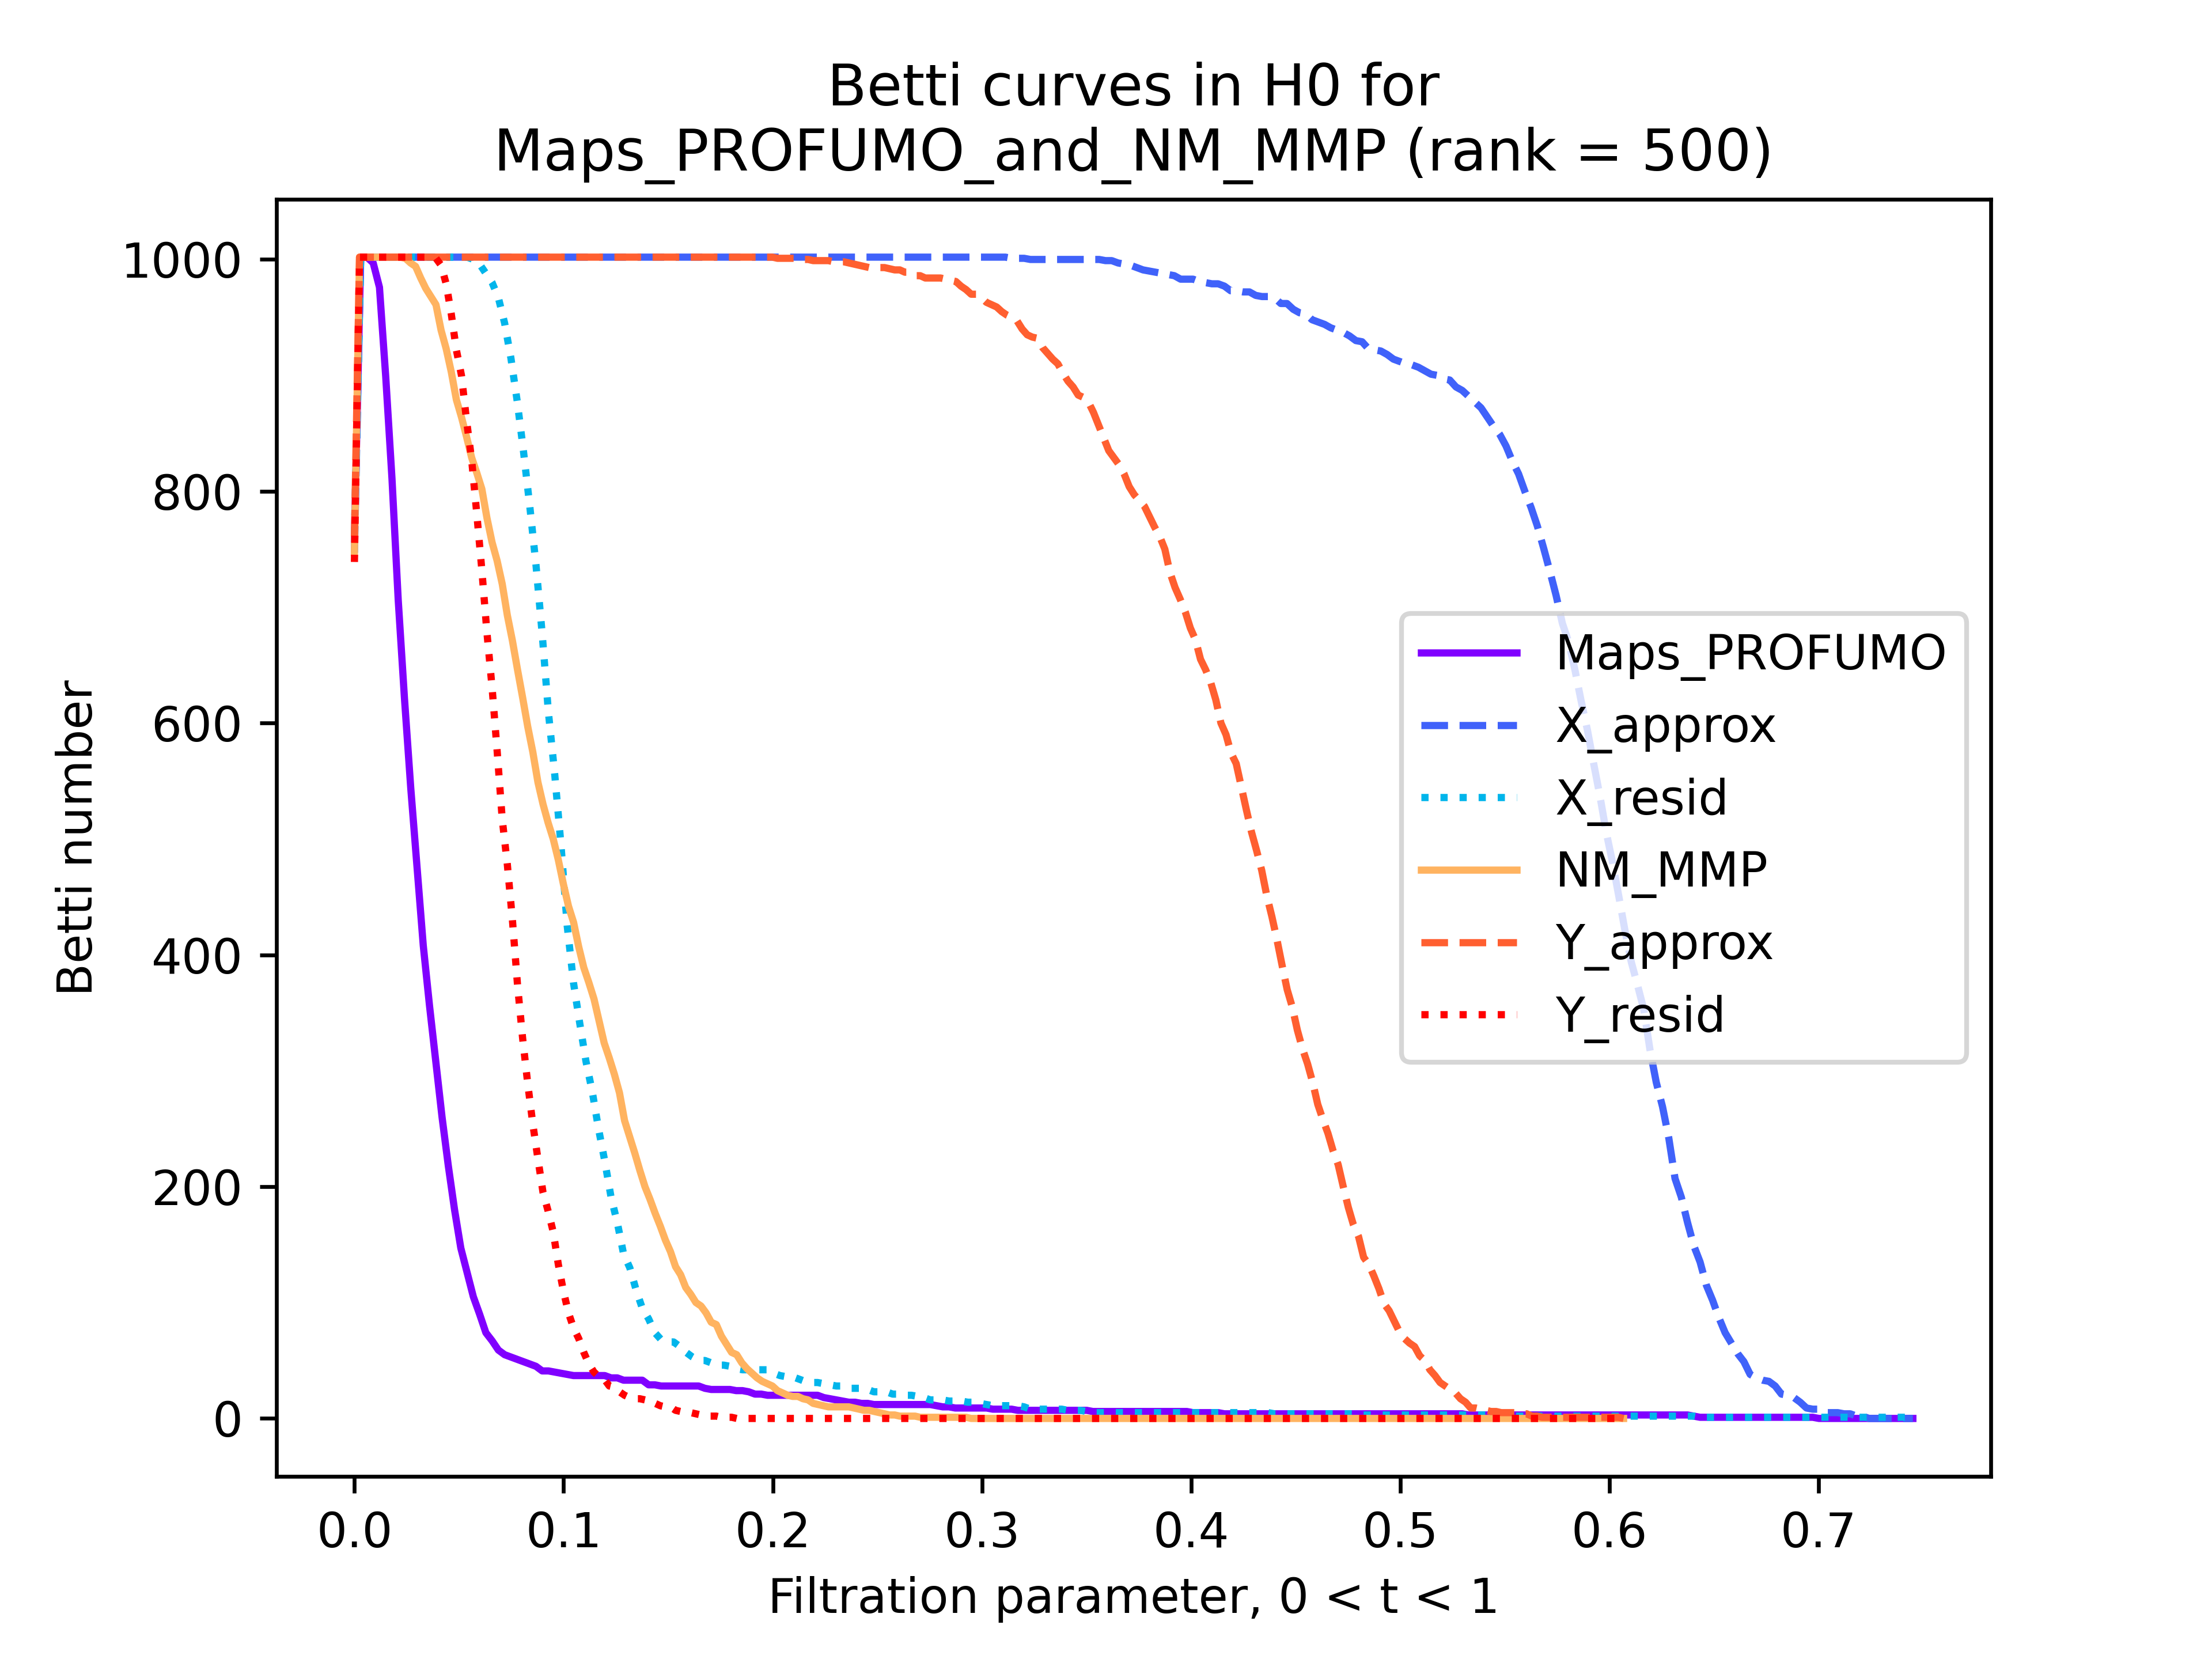 Betti curves in H0 for
Maps_PROFUMO_and_NM_MMP (rank = 500)
1000
800
600
400
200
0
Betti number
Maps_PROFUMO
X_approx
X_resid
NM_MMP
Y_approx
Y_resid
0.0 0.1 0.2 0.3 0.4 0.5 0.6 0.7
Filtration parameter, 0 < t < 1